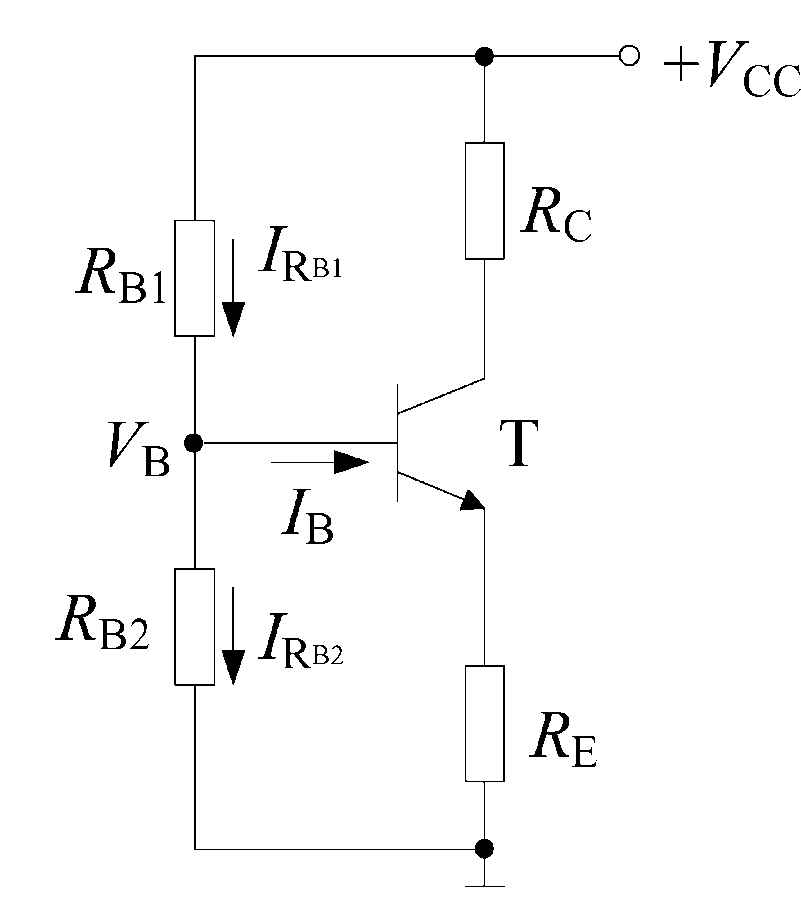 +VCC
RC
IRB1
RB1
T
VB
IB
RB2
IRB2
RE